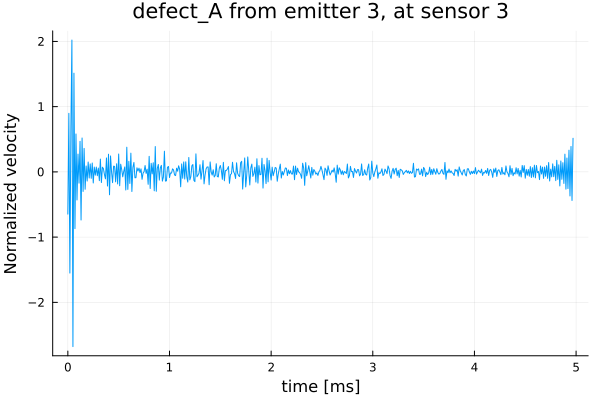 defect_A from emitter 3, at sensor 3
Normalized velocity
2
1
0
−1
−2
0 1 2 3 4 5
time [ms]